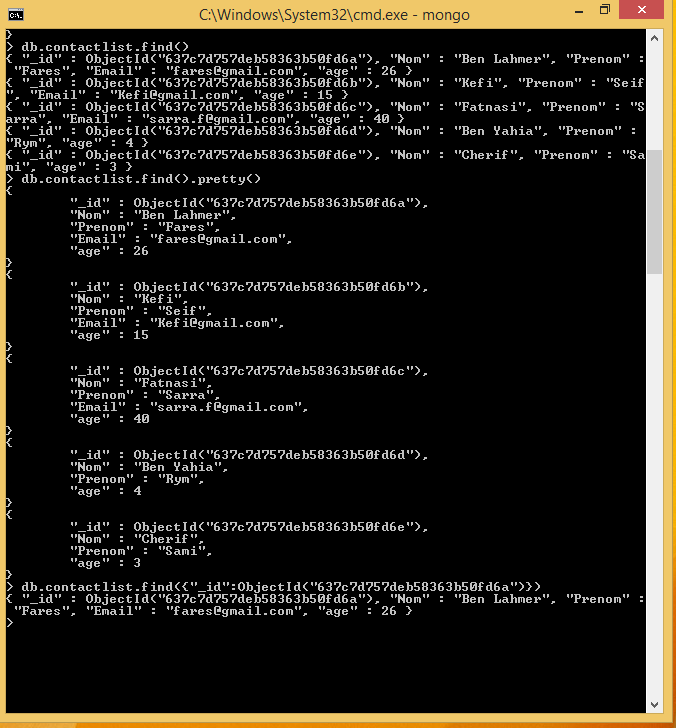 C:\Windows\System32\cmd.exe - mongo
}
> db.contactlist.find()
{ "_id" : ObjectId("637c7d757deb58363b50fd6a"), "Nom" : "Ben Lahmer", "Prenom" :
 "Fares", "Email" : "fares@gmail.com", "age" : 26 }
{ "_id" : ObjectId("637c7d757deb58363b50fd6b"), "Nom" : "Kefi", "Prenom" : "Seif
", "Email" : "Kefi@gmail.com", "age" : 15 }
{ "_id" : ObjectId("637c7d757deb58363b50fd6c"), "Nom" : "Fatnasi", "Prenom" : "S
arra", "Email" : "sarra.f@gmail.com", "age" : 40 }
{ "_id" : ObjectId("637c7d757deb58363b50fd6d"), "Nom" : "Ben Yahia", "Prenom" :
"Rym", "age" : 4 }
{ "_id" : ObjectId("637c7d757deb58363b50fd6e"), "Nom" : "Cherif", "Prenom" : "Sa
mi", "age" : 3 }
> db.contactlist.find().pretty()
{
"_id" : ObjectId("637c7d757deb58363b50fd6a"),
"Nom" : "Ben Lahmer",
"Prenom" : "Fares",
"Email" : "fares@gmail.com",
"age" : 26
}
{
"_id" : ObjectId("637c7d757deb58363b50fd6b"),
"Nom" : "Kefi",
"Prenom" : "Seif",
"Email" : "Kefi@gmail.com",
"age" : 15
}
{
"_id" : ObjectId("637c7d757deb58363b50fd6c"),
"Nom" : "Fatnasi",
"Prenom" : "Sarra",
"Email" : "sarra.f@gmail.com",
"age" : 40
}
{
"_id" : ObjectId("637c7d757deb58363b50fd6d"),
"Nom" : "Ben Yahia",
"Prenom" : "Rym",
"age" : 4
}
{
"_id" : ObjectId("637c7d757deb58363b50fd6e"),
"Nom" : "Cherif",
"Prenom" : "Sami",
"age" : 3
}
> db.contactlist.find({"_id":ObjectId("637c7d757deb58363b50fd6a")})
{ "_id" : ObjectId("637c7d757deb58363b50fd6a"), "Nom" : "Ben Lahmer", "Prenom" :
 "Fares", "Email" : "fares@gmail.com", "age" : 26 }
>